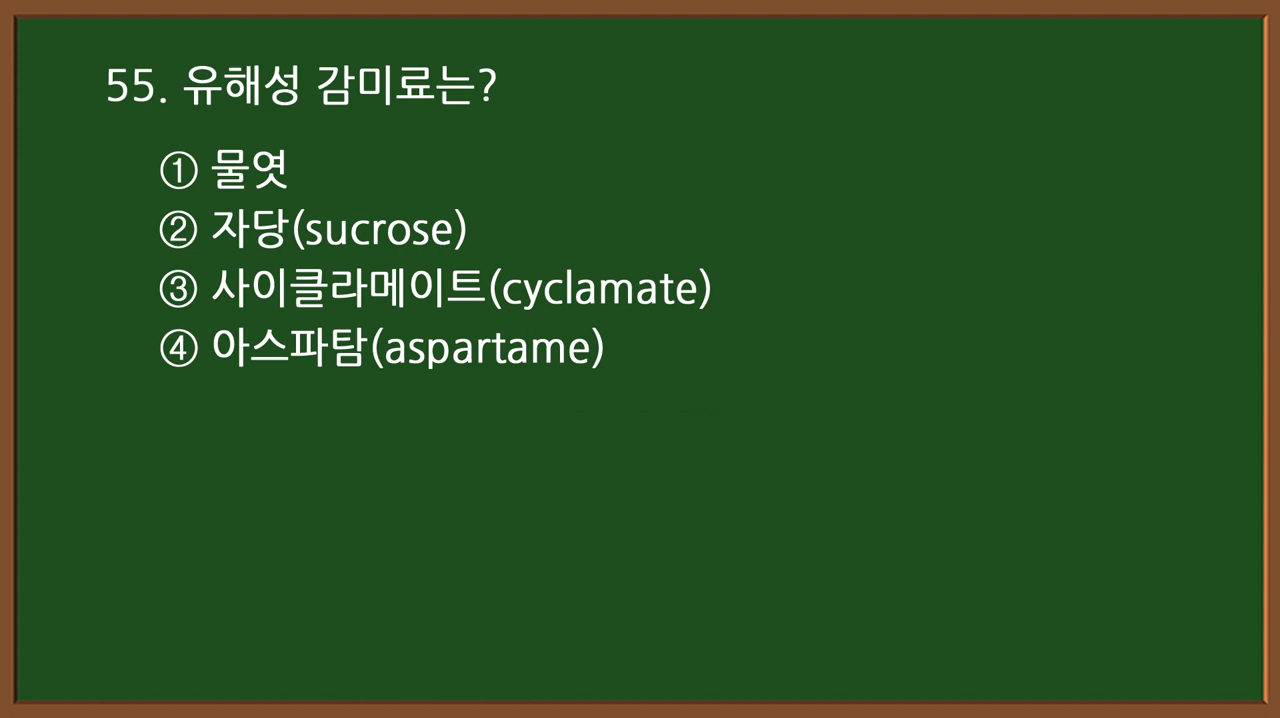 55. 유해성 감미료는?
① 물엿
② 자당(sucrose)
③ 사이클라메이트(cyclamate)
④ 아스파탐(aspartame)